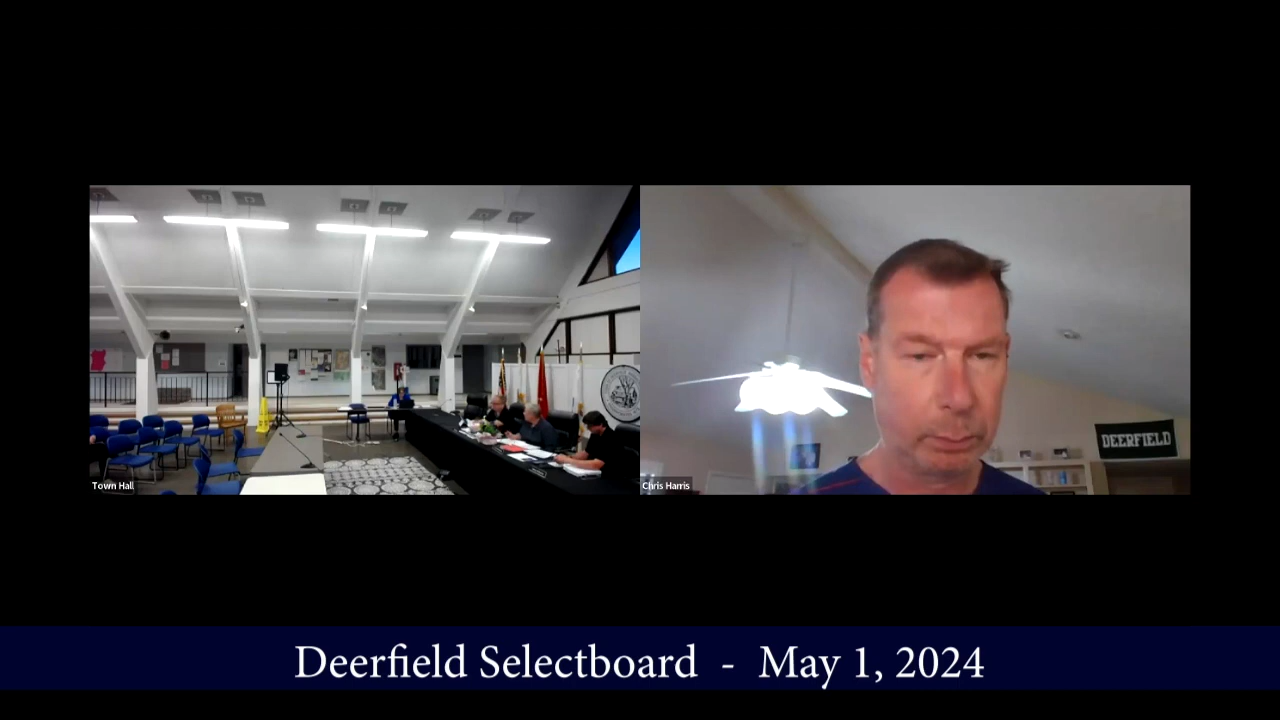 DEERFIELD
Town Hall
Chris Harris
Deerfield Selectboard - May 1, 2024